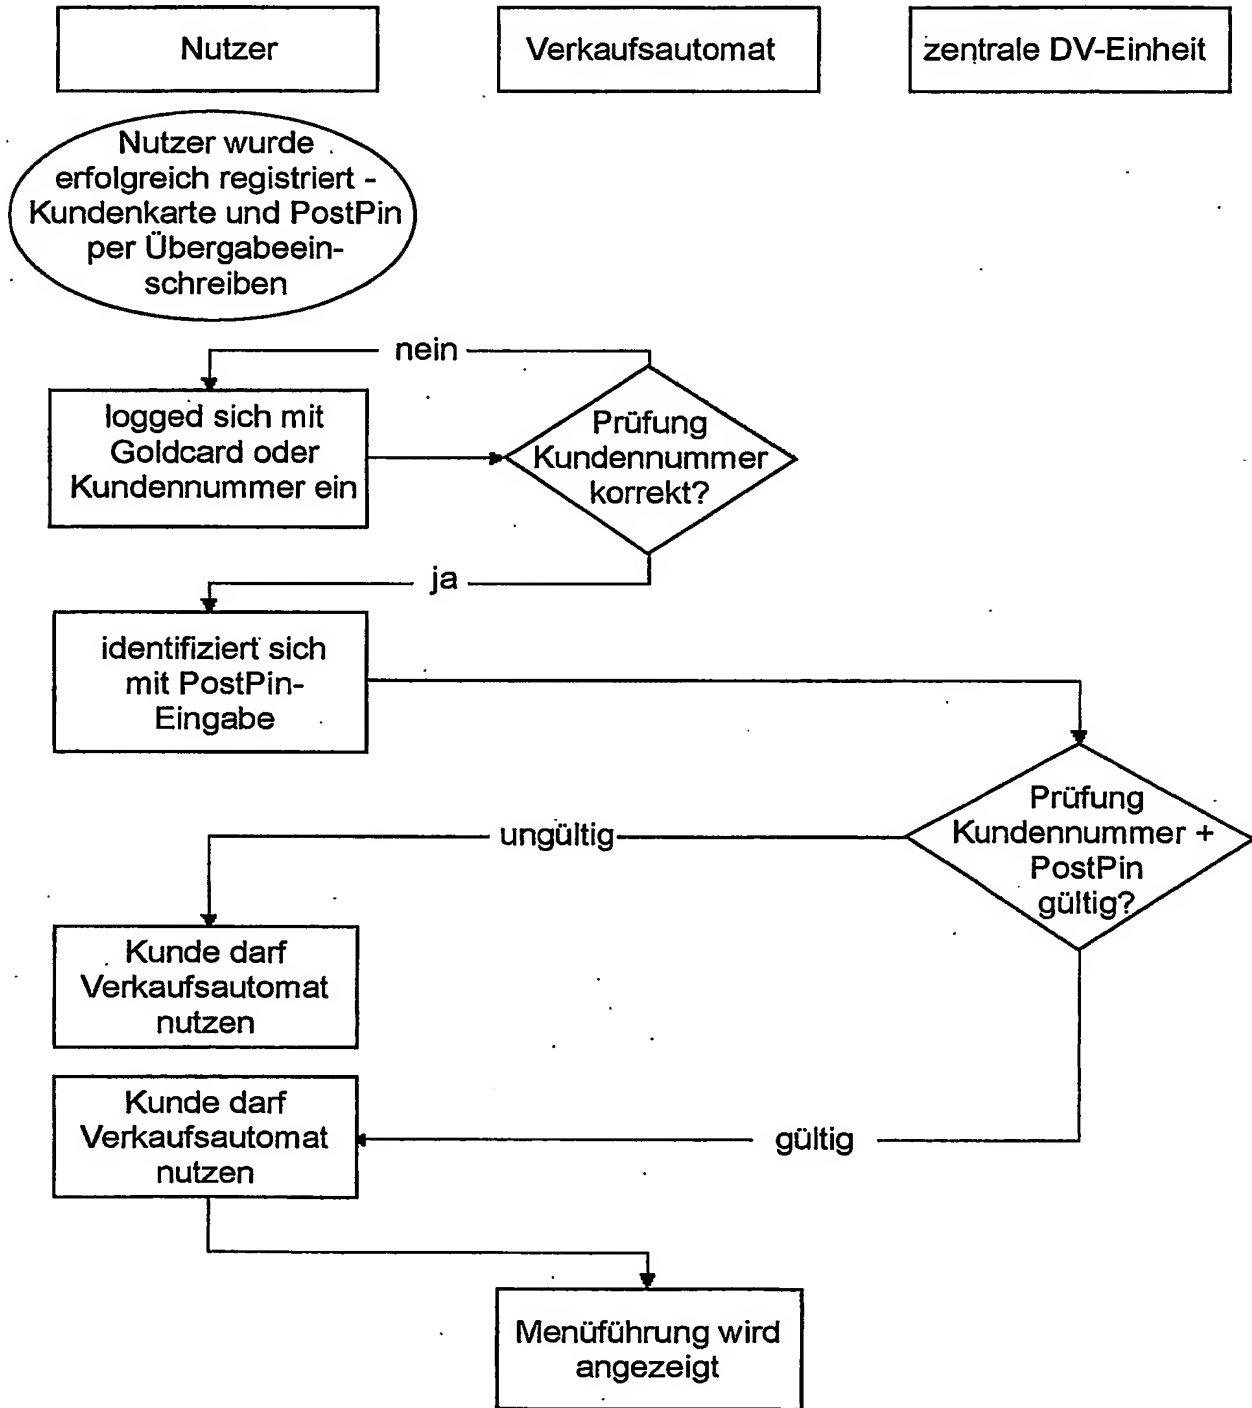 Nutzer
Verkaufsautomat
zentrale DV-Einheit
Nutzer wurde
erfolgreich registriert -
Kundenkarte und PostPin
per Übergabeein-
schreiben
nein
logged sich mit
Goldcard oder
Kundennummer ein
Prüfung
Kundennummer
korrekt?
ja
identifiziert sich
mit PostPin-
Eingabe
Prüfung
Kundennummer +
PostPin
gültig?
ungültig
Kunde darf
Verkaufsautomat
nutzen
Kunde darf
Verkaufsautomat
nutzen
gültig
Menüführung wird
angezeigt